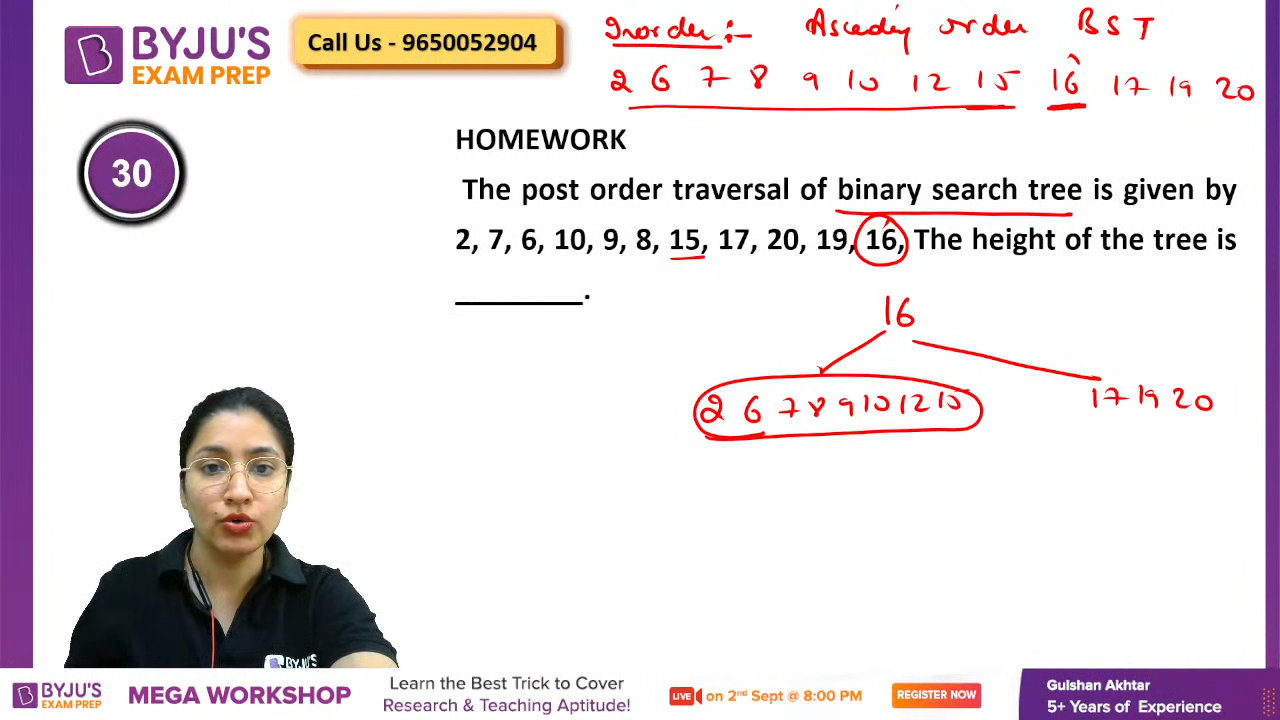 BYJU'S
EXAM PREP
Call Us - 9650052904
Inorder :- Ascending order BST
2 6 7 8 9 10 12 15 16 17 19 20
30
HOMEWORK
The post order traversal of binary search tree is given by
2, 7, 6, 10, 9, 8, 15, 17, 20, 19, 16, The height of the tree is
________.
16
2 6 7 8 9 10 12 15
17 19 20
BYJU'S
BYJU'S
EXAM PREP
MEGA WORKSHOP
Learn the Best Trick to Cover
Research & Teaching Aptitude!
LIVE on 2nd Sept @ 8:00 PM
REGISTER NOW
Gulshan Akhtar
5+ Years of Experience